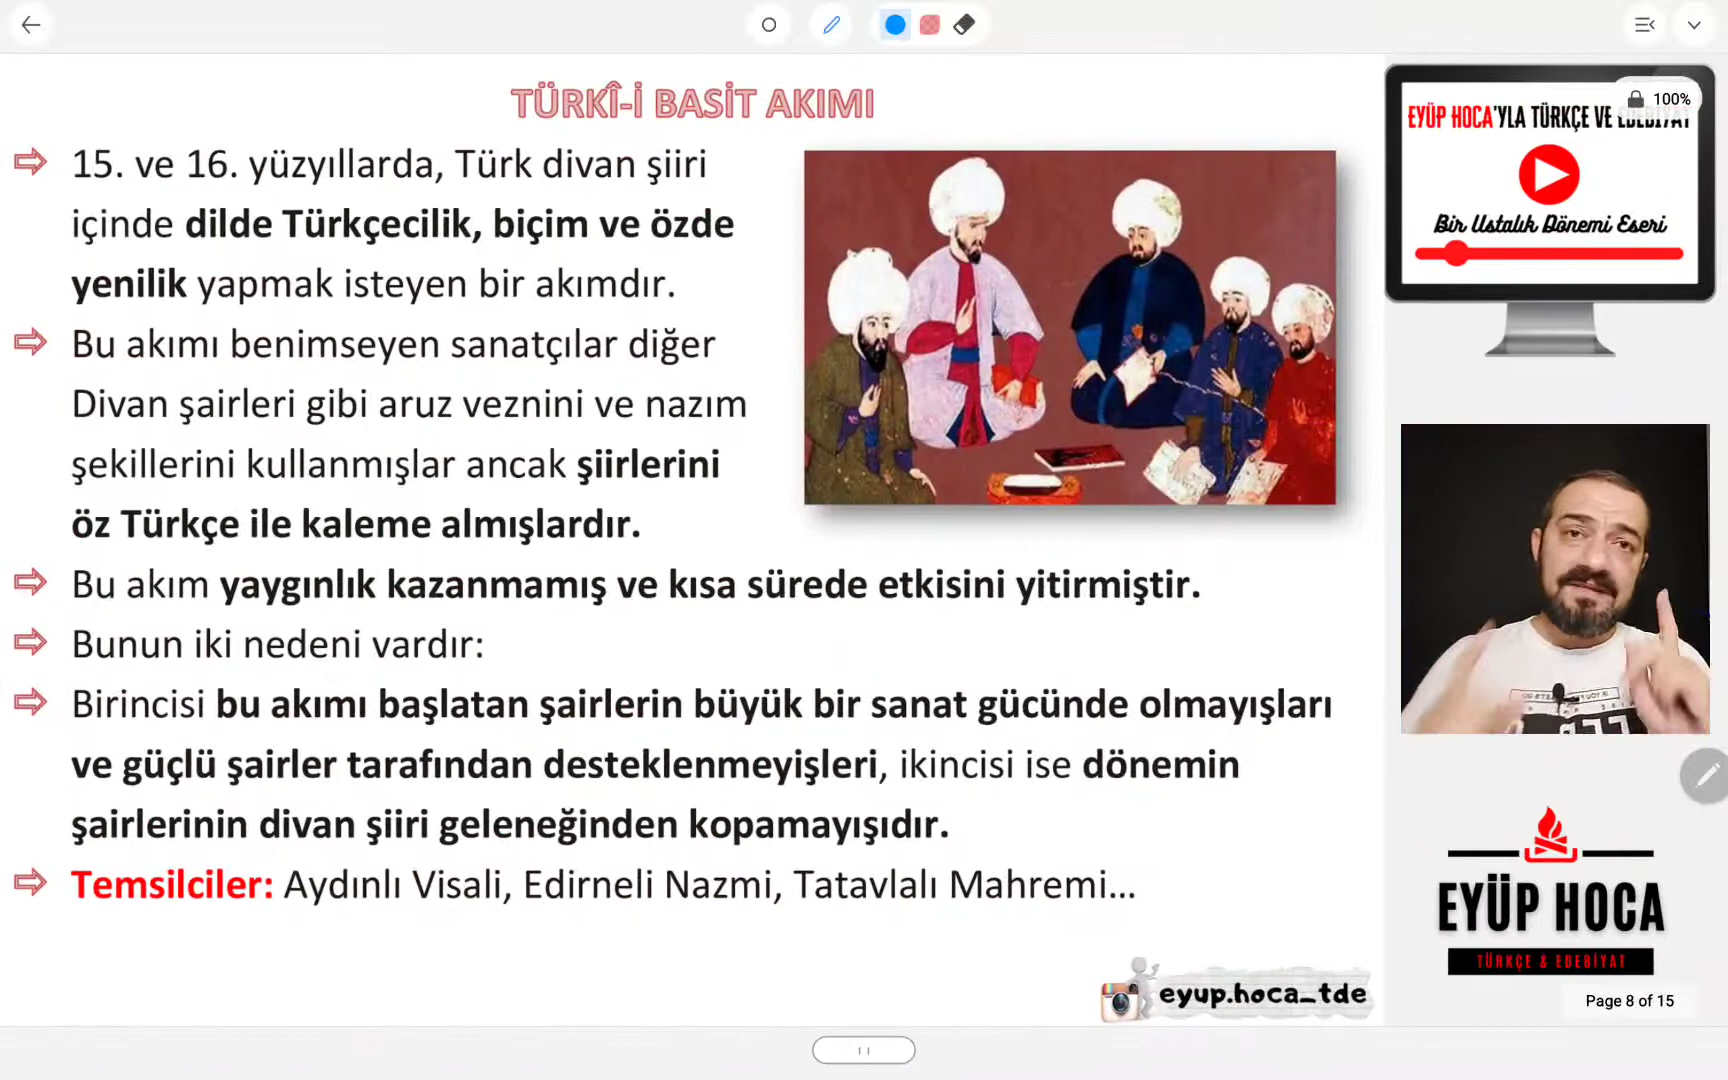 TÜRKÎ-İ BASİT AKIMI
15. ve 16. yüzyıllarda, Türk divan şiiri
içinde dilde Türkçecilik, biçim ve özde
yenilik yapmak isteyen bir akımdır.
Bu akımı benimseyen sanatçılar diğer
Divan şairleri gibi aruz veznini ve nazım
şekillerini kullanmışlar ancak şiirlerini
öz Türkçe ile kaleme almışlardır.
Bu akım yaygınlık kazanmamış ve kısa sürede etkisini yitirmiştir.
Bunun iki nedeni vardır:
Birincisi bu akımı başlatan şairlerin büyük bir sanat gücünde olmayışları
ve güçlü şairler tarafından desteklenmeyişleri, ikincisi ise dönemin
şairlerinin divan şiiri geleneğinden kopamayışıdır.
Temsilciler: Aydınlı Visali, Edirneli Nazmi, Tatavlalı Mahremi...
eyup.hoca_tde
100%
EYÜP HOCA'YLA TÜRKÇE VE EDEBİYAT
Bir Ustalık Dönemi Eseri
EYÜP HOCA
TÜRKÇE & EDEBİYAT
Page 8 of 15